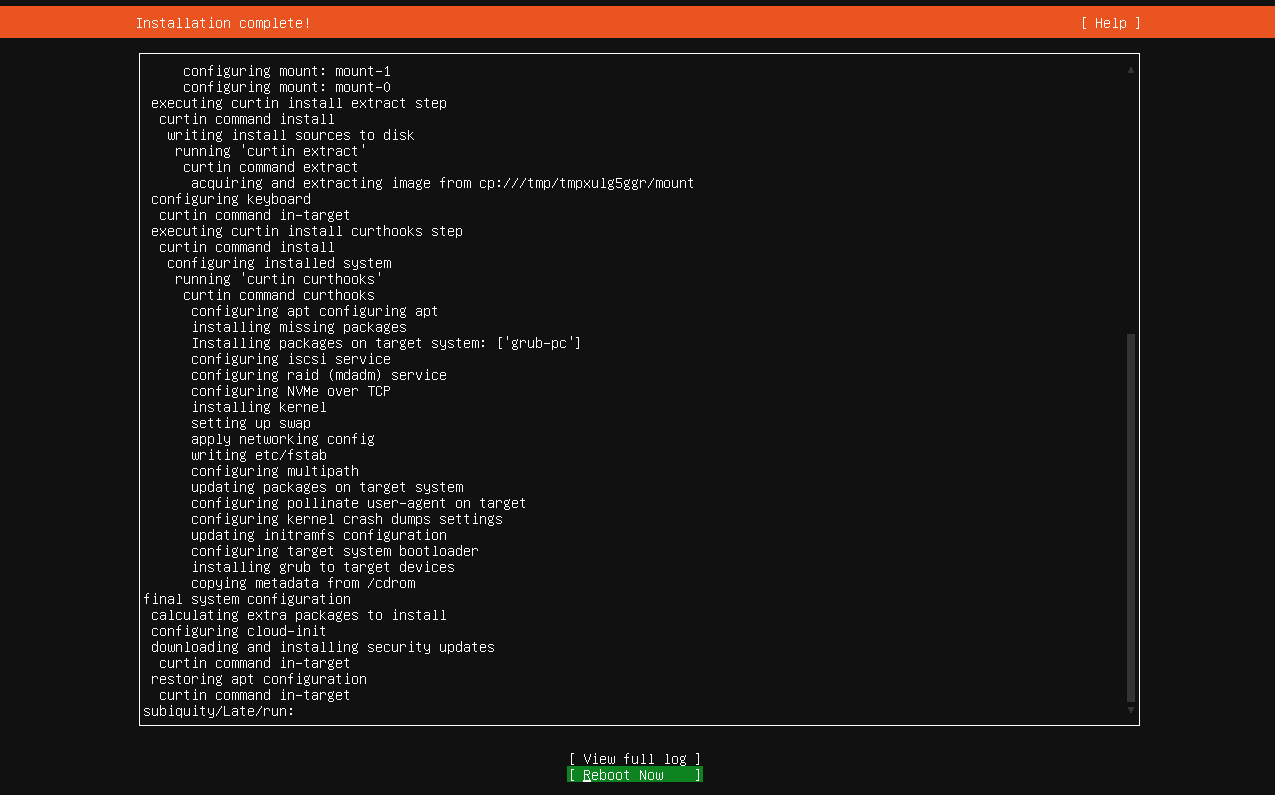 Installation complete!
[ Help ]
configuring mount: mount-1
configuring mount: mount-0
executing curtin install extract step
curtin command install
writing install sources to disk
running 'curtin extract'
curtin command extract
acquiring and extracting image from cp:///tmp/tmpxulg5ggr/mount
configuring keyboard
curtin command in-target
executing curtin install curthooks step
curtin command install
configuring installed system
running 'curtin curthooks'
curtin command curthooks
configuring apt configuring apt
installing missing packages
Installing packages on target system: ['grub-pc']
configuring iscsi service
configuring raid (mdadm) service
configuring NVMe over TCP
installing kernel
setting up swap
apply networking config
writing etc/fstab
configuring multipath
updating packages on target system
configuring pollinate user-agent on target
configuring kernel crash dumps settings
updating initramfs configuration
configuring target system bootloader
installing grub to target devices
copying metadata from /cdrom
final system configuration
calculating extra packages to install
configuring cloud-init
downloading and installing security updates
curtin command in-target
restoring apt configuration
curtin command in-target
subiquity/Late/run:
[ View full log ]
[ Reboot Now ]